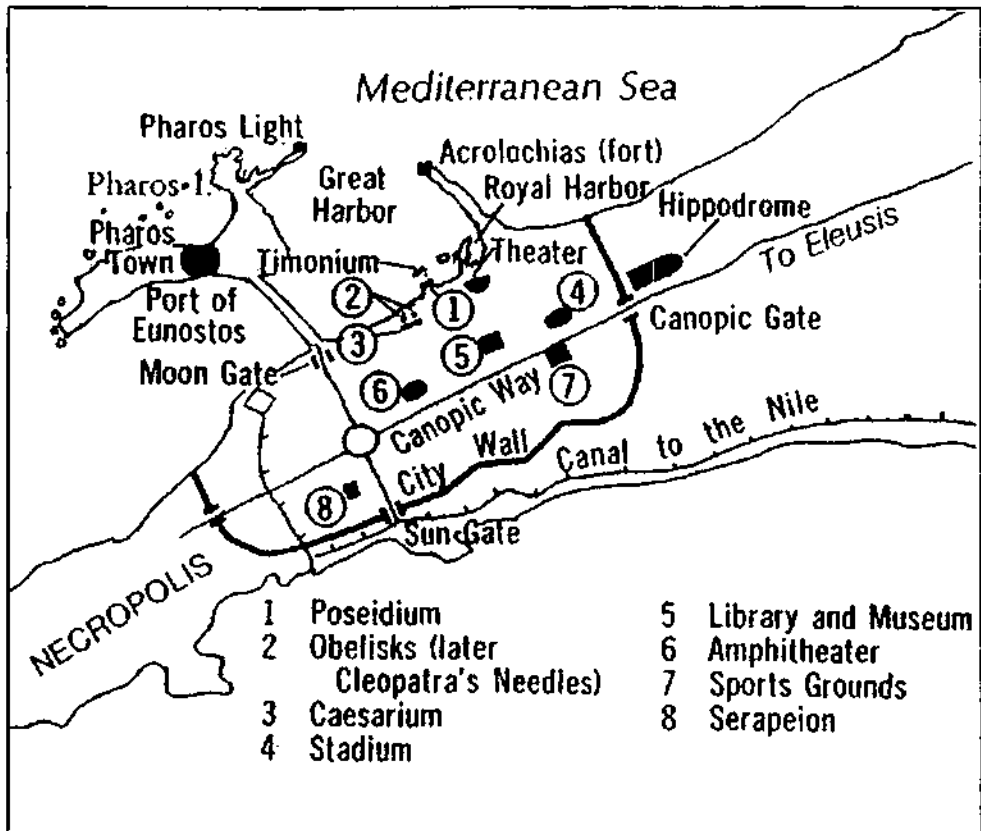 Mediterranean Sea
Pharos Light
Acrolochias (fort)
Pharos I.
Great
Harbor
Royal Harbor
Hippodrome
Pharos
Town
Timonium
Theater
To Eleusis
Port of
Eunostos
2
1
4
Canopic Gate
3
5
Moon Gate
6
7
Canopic Way
City Wall
Canal to the Nile
8
Sun Gate
NECROPOLIS
1 Poseidium
2 Obelisks (later
Cleopatra's Needles)
3 Caesarium
4 Stadium
5 Library and Museum
6 Amphitheater
7 Sports Grounds
8 Serapeion